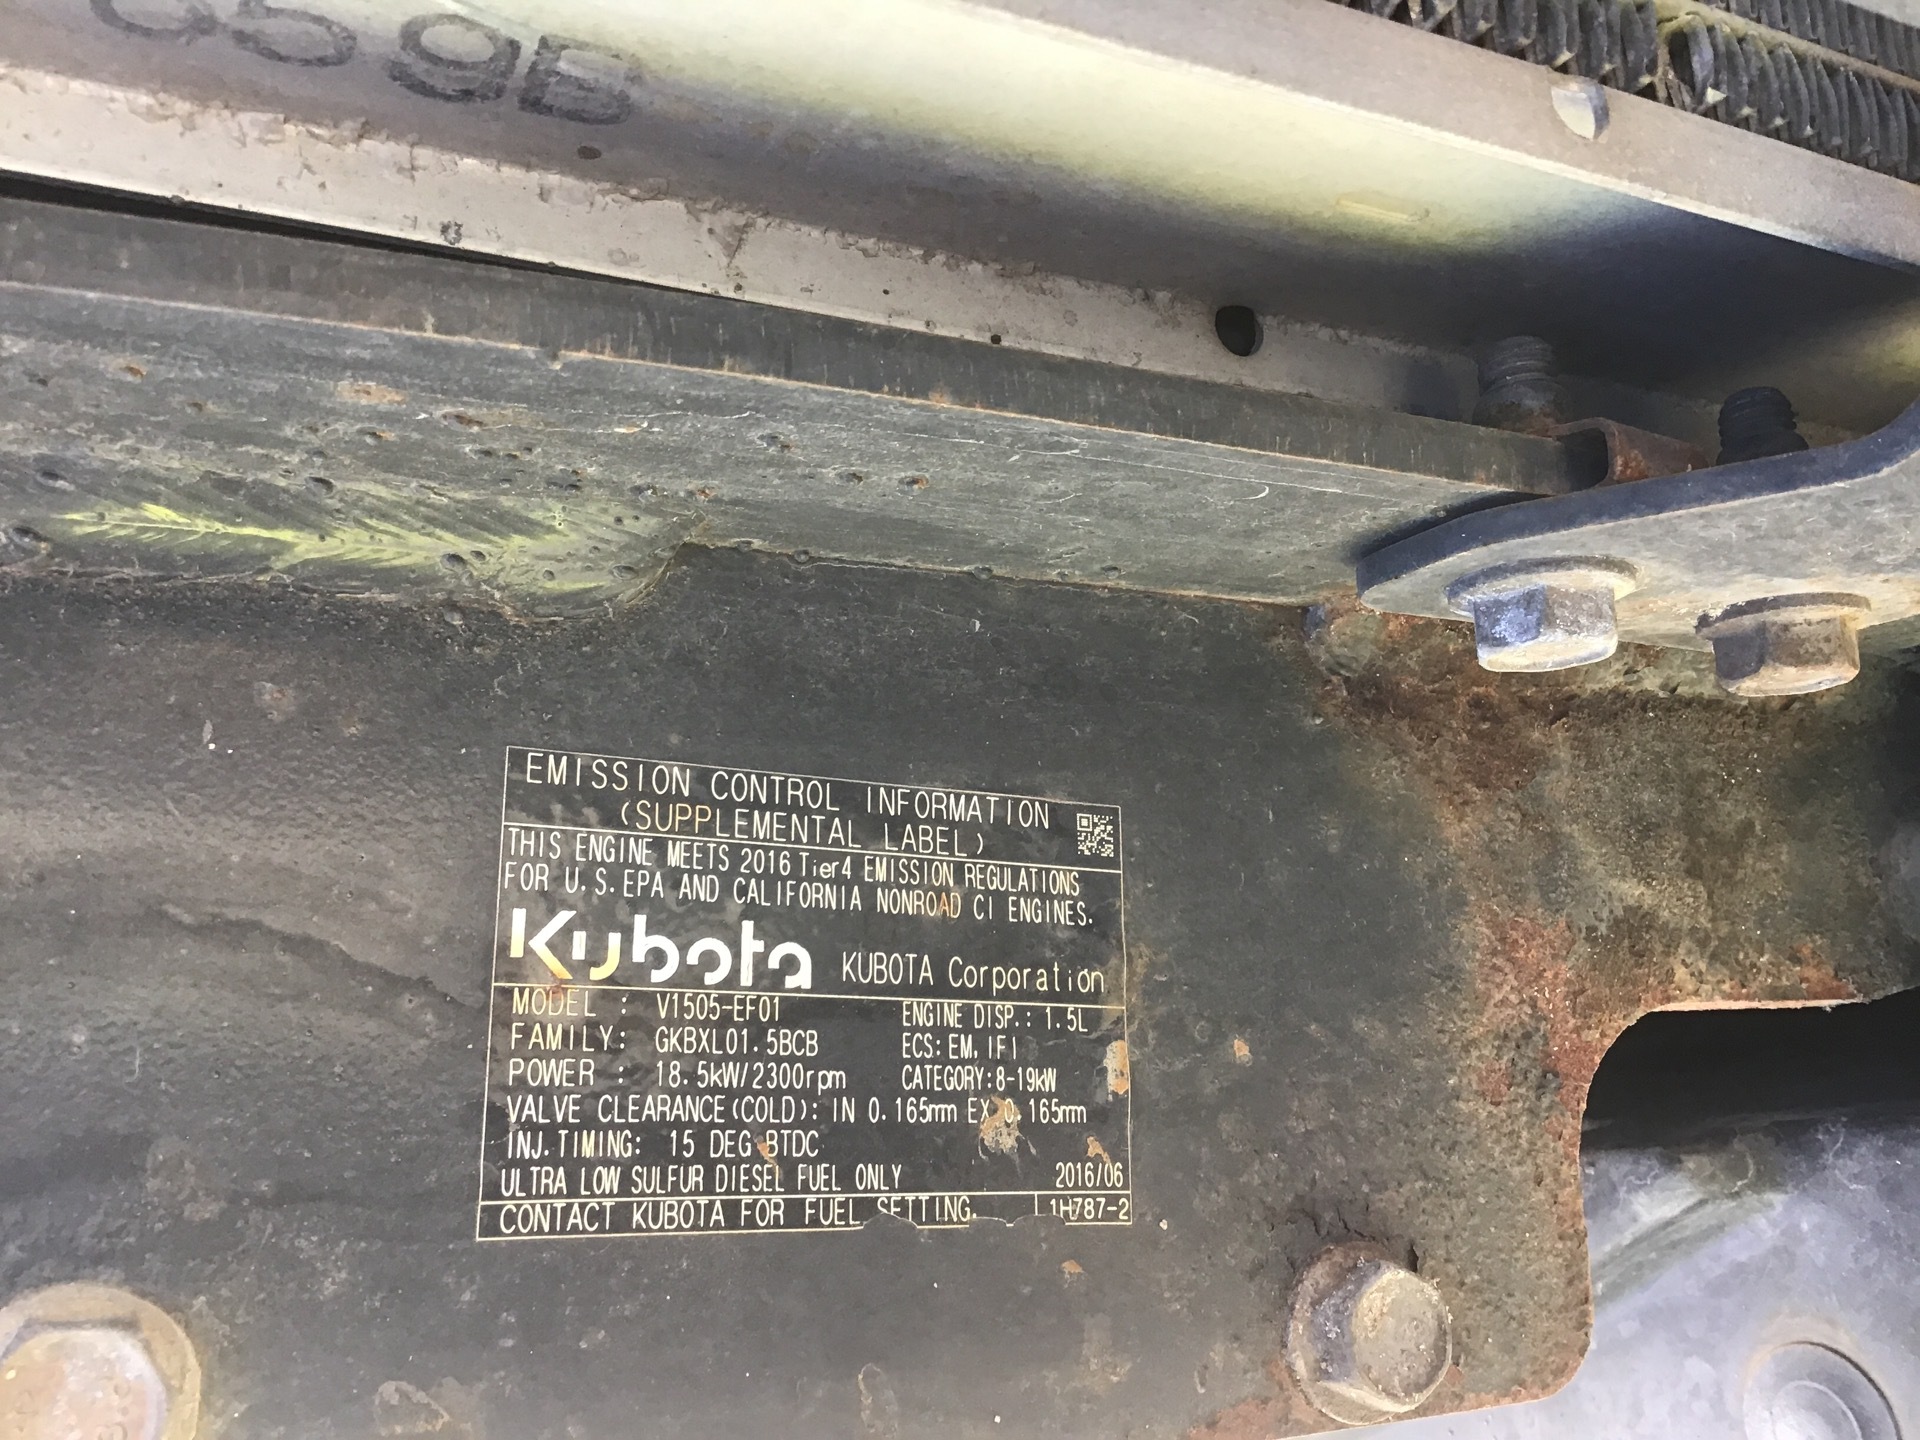 059B
EMISSION CONTROL INFORMATION
(SUPPLEMENTAL LABEL)
THIS ENGINE MEETS 2016 Tier4 EMISSION REGULATIONS
FOR U.S.EPA AND CALIFORNIA NONROAD CI ENGINES.
Kubota KUBOTA Corporation
MODEL : V1505-EF01 ENGINE DISP.: 1.5L
FAMILY: GKBXL01.5BCB ECS: EM, IFI
POWER : 18.5kW/2300rpm CATEGORY:8-19kW
VALVE CLEARANCE(COLD): IN 0.165mm EX 0.165mm
INJ.TIMING: 15 DEG BTDC
ULTRA LOW SULFUR DIESEL FUEL ONLY 2016/06
CONTACT KUBOTA FOR FUEL SETTING. 1H787-2